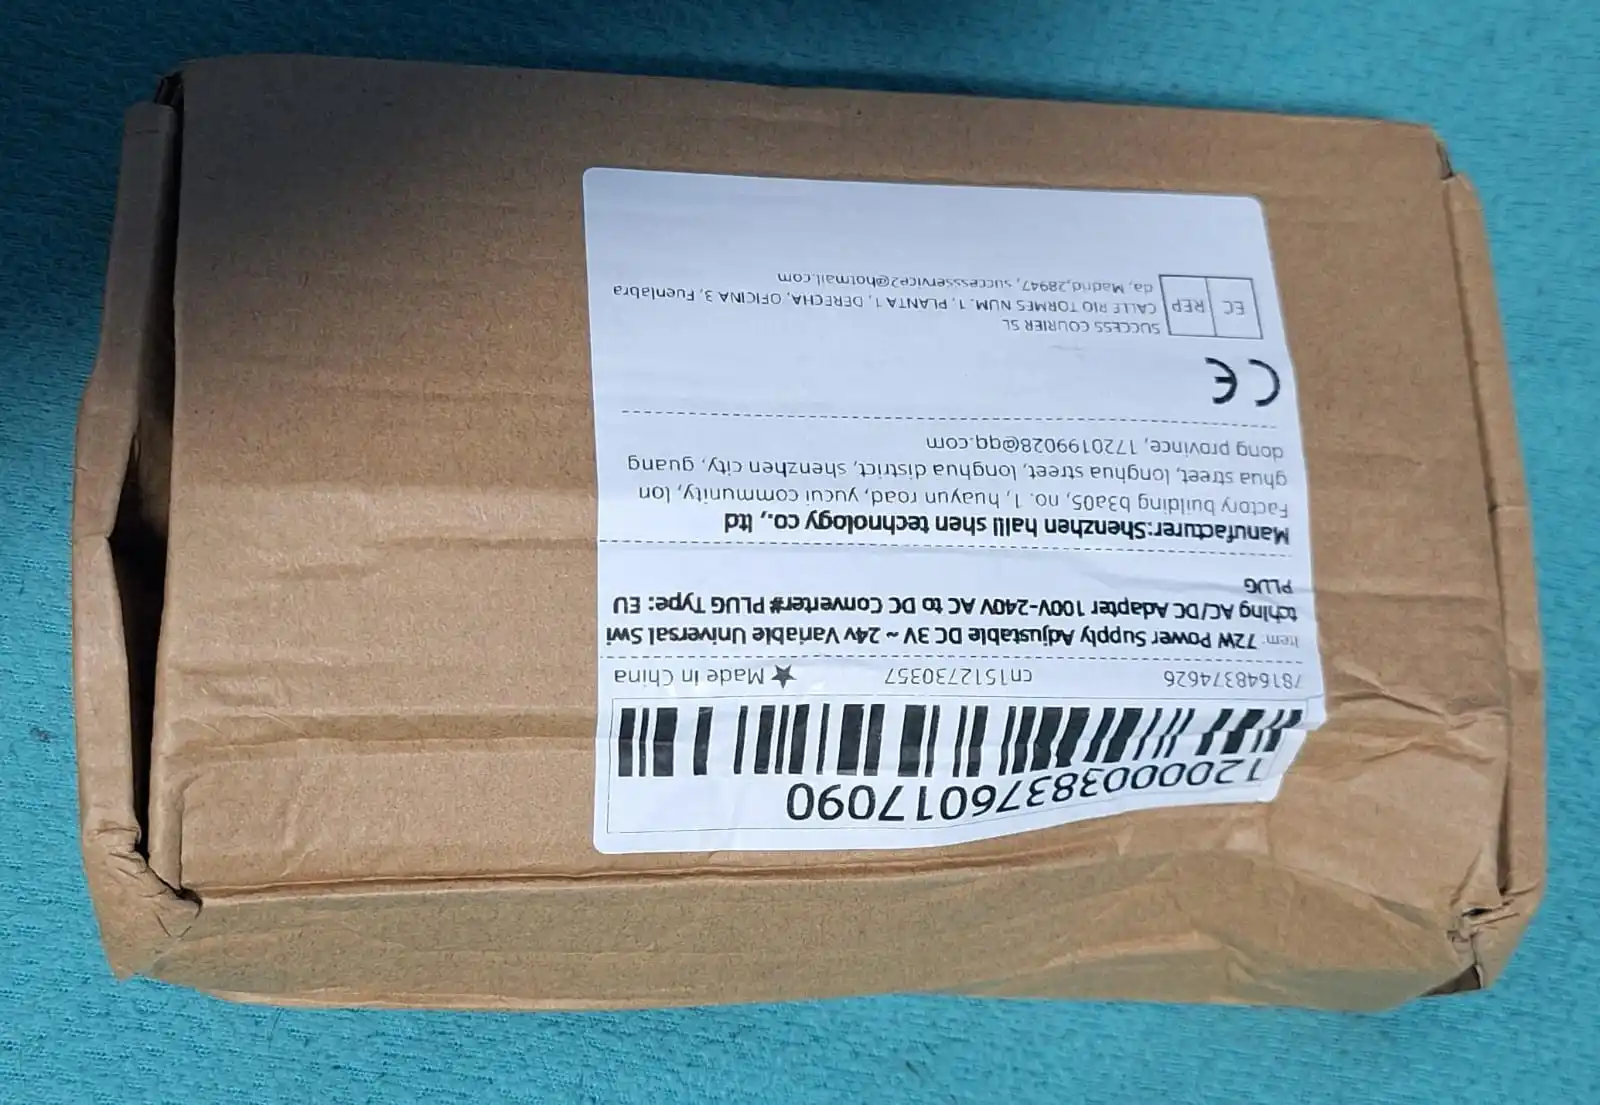 1200003837601７090
781648374626 cn1512730357 ★ Made In China
Item: 72W Power Supply Adjustable DC 3V ~ 24v Variable Universal Swi
tching AC/DC Adapter 100V-240V AC to DC Converter# PLUG Type: EU
PLUG
Manufacturer:Shenzhen hallI shen technology co., ltd
Factory building b3a05, no. 1, huayun road, yucui community, lon
ghua street, longhua street, longhua district, shenzhen city, guang
dong province, 1720199028@qq.com
CE
EC REP
SUCCESS COURIER SL
CALLE RIO TORMES NUM. 1, PLANTA 1, DERECHA, OFICINA 3, Fuenlabra
da, Madrid,28947, successservice2@hotmail.com